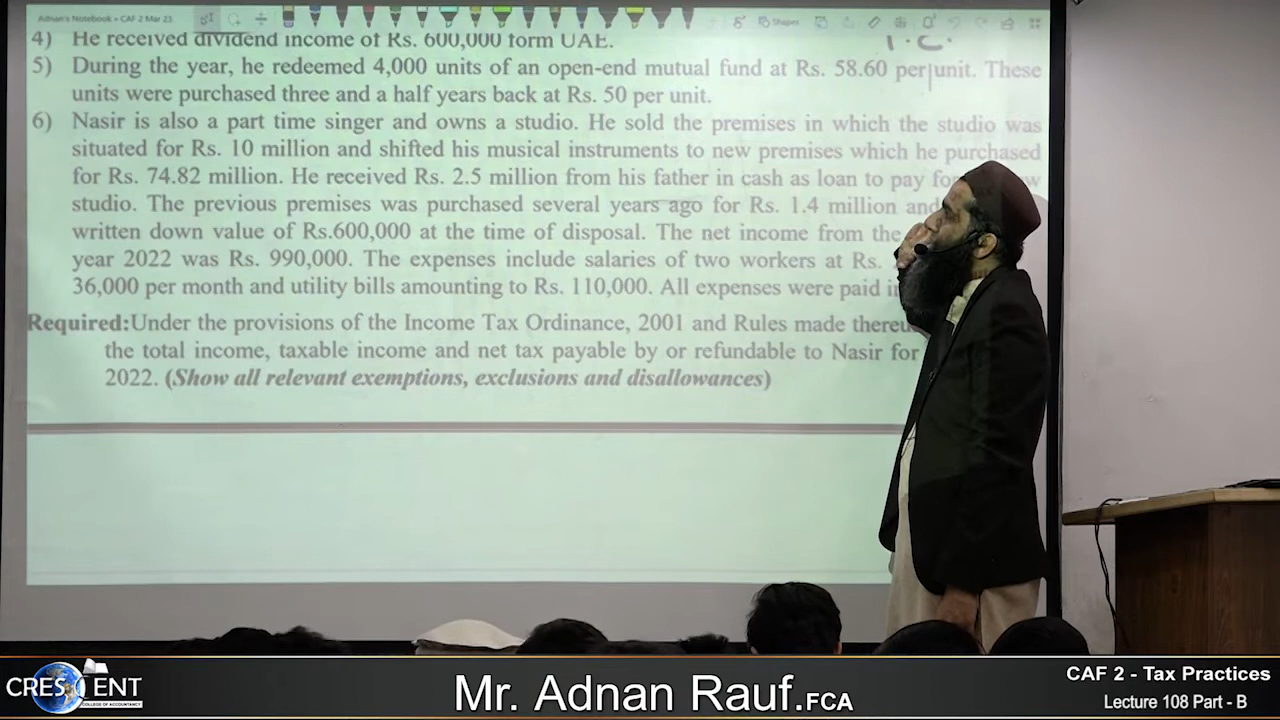 Adnan's Notebook » CAF 2 Mar 23
Shapes
4) He received dividend income of Rs. 600,000 form UAE.
I.C.
5) During the year, he redeemed 4,000 units of an open-end mutual fund at Rs. 58.60 per unit. These
units were purchased three and a half years back at Rs. 50 per unit.
6) Nasir is also a part time singer and owns a studio. He sold the premises in which the studio was
situated for Rs. 10 million and shifted his musical instruments to new premises which he purchased
for Rs. 74.82 million. He received Rs. 2.5 million from his father in cash as loan to pay
studio. The previous premises was purchased several years ago for Rs. 1.4 million and
written down value of Rs.600,000 at the time of disposal. The net income from the
year 2022 was Rs. 990,000. The expenses include salaries of two workers at Rs.
36,000 per month and utility bills amounting to Rs. 110,000. All expenses were paid
Required:Under the provisions of the Income Tax Ordinance, 2001 and Rules made
the total income, taxable income and net tax payable by or refundable to Nasir for
2022. (Show all relevant exemptions, exclusions and disallowances)
CRESCENT
COLLEGE OF ACCOUNTANCY
Mr. Adnan Rauf.FCA
CAF 2 - Tax Practices
Lecture 108 Part - B